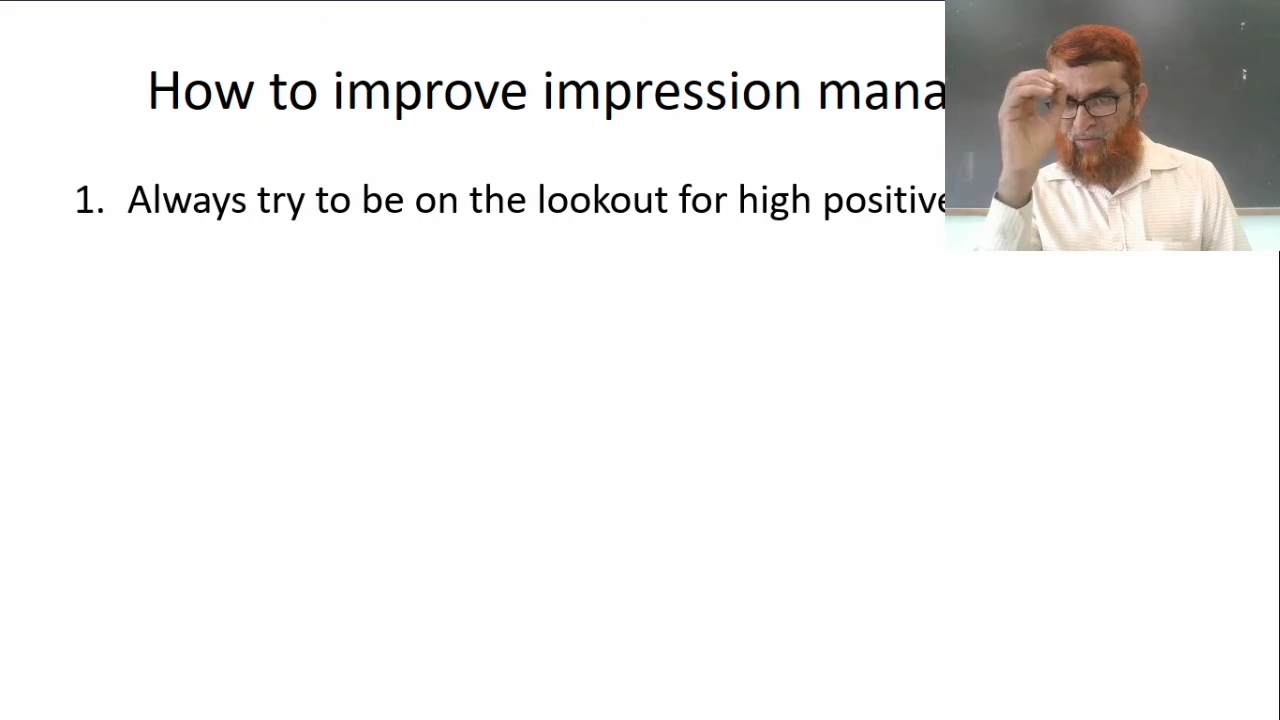 How to improve impression mana
1. Always try to be on the lookout for high positive